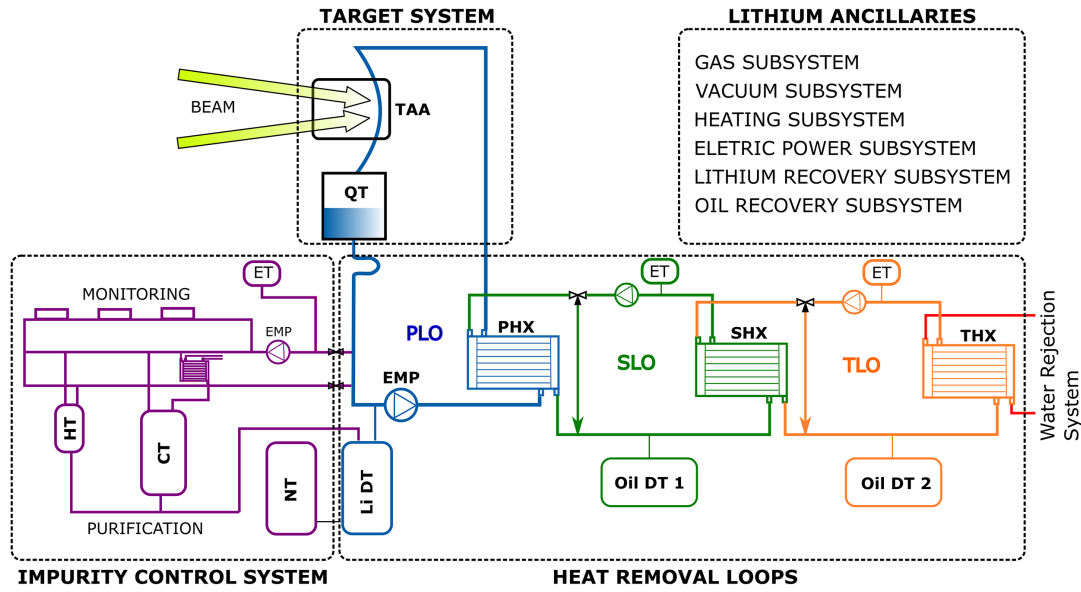 TARGET SYSTEM
LITHIUM ANCILLARIES
BEAM
TAA
QT
GAS SUBSYSTEM
VACUUM SUBSYSTEM
HEATING SUBSYSTEM
ELETRIC POWER SUBSYSTEM
LITHIUM RECOVERY SUBSYSTEM
OIL RECOVERY SUBSYSTEM
ET
MONITORING
EMP
HT
CT
NT
PURIFICATION
IMPURITY CONTROL SYSTEM
PLO
EMP
Li DT
PHX
ET
SLO
SHX
Oil DT 1
ET
TLO
THX
Oil DT 2
Water Rejection
System
HEAT REMOVAL LOOPS